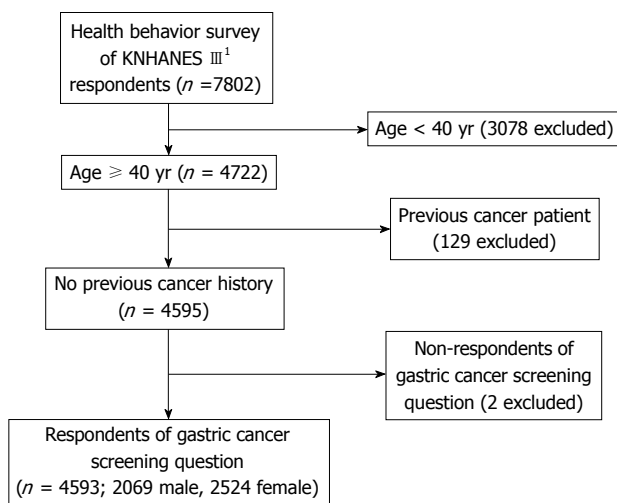 Health behavior survey
of KNHANES Ⅲ¹
respondents (n =7802)
Age < 40 yr (3078 excluded)
Age ≥ 40 yr (n = 4722)
Previous cancer patient
(129 excluded)
No previous cancer history
(n = 4595)
Non-respondents of
gastric cancer screening
question (2 excluded)
Respondents of gastric cancer
screening question
(n = 4593; 2069 male, 2524 female)